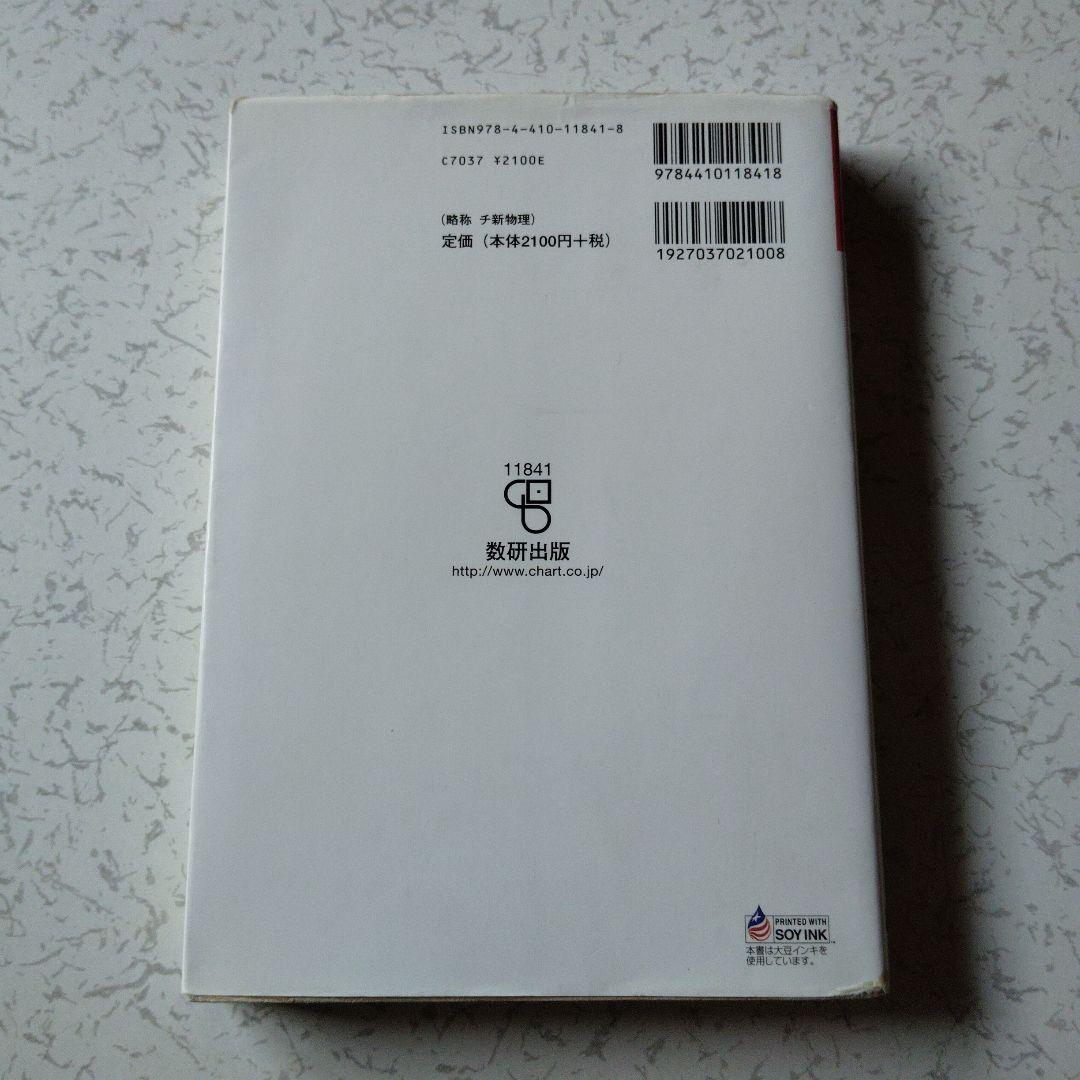 ISBN978-4-410-11841-8
C7037 ¥2100E
(略称 チ新物理)
定価(本体2100円+税)
9784410118418
1927037021008
11841
数研出版
http://www.chart.co.jp/
PRINTED WITH
SOY INK
本書は大豆インキを
使用しています。